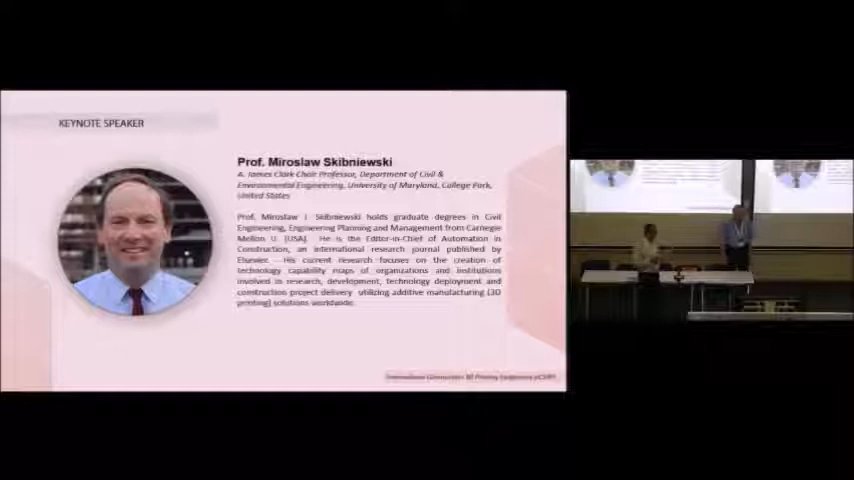 KEYNOTE SPEAKER
Prof. Miroslaw Skibniewski
A. James Clark Chair Professor, Department of Civil &
Environmental Engineering, University of Maryland, College Park,
United States
Prof. Miroslaw J. Skibniewski holds graduate degrees in Civil
Engineering, Engineering Planning and Management from Carnegie
Mellon U. (USA). He is the Editor-in-Chief of Automation in
Construction, an international research journal published by
Elsevier. His current research focuses on the creation of
technology capability maps of organizations and institutions
involved in research, development, technology deployment and
construction project delivery utilizing additive manufacturing (3D
printing) solutions worldwide.
International 3D Printing